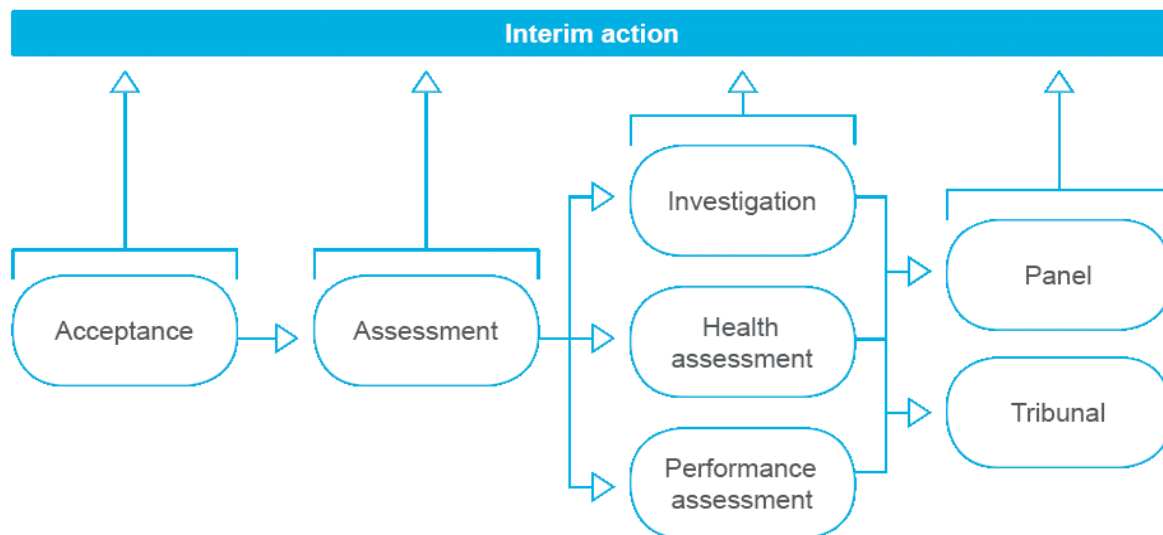 Interim action
Acceptance
Assessment
Investigation
Health
assessment
Performance
assessment
Panel
Tribunal